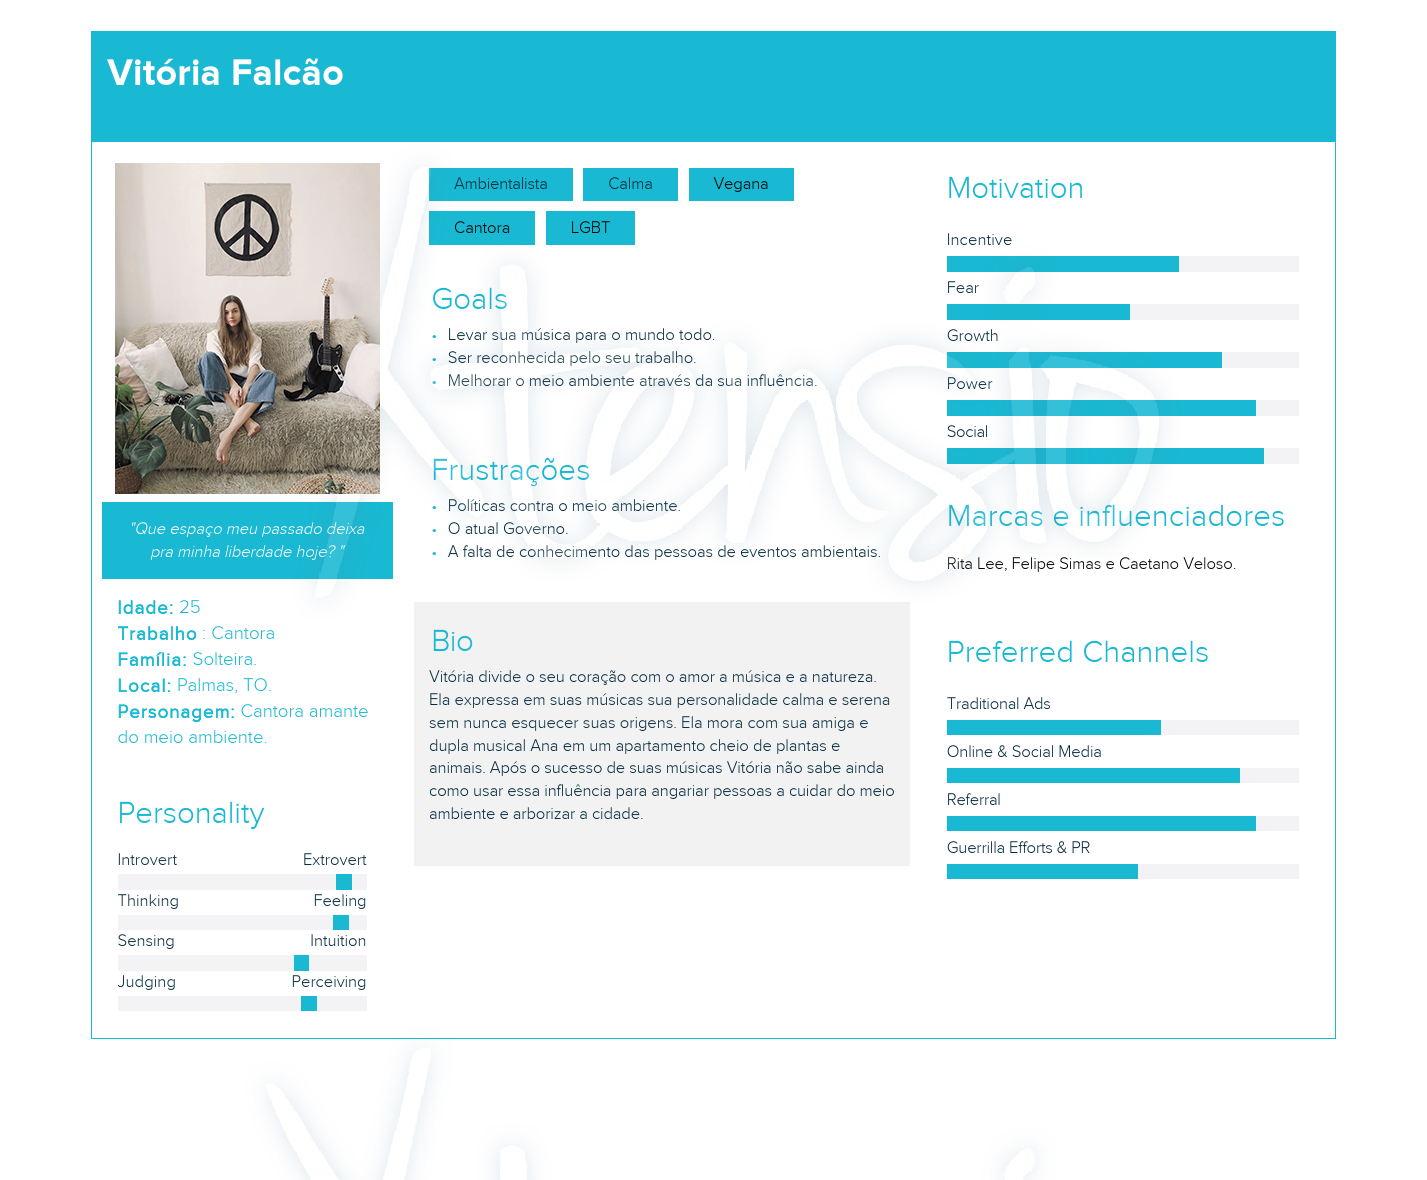 Vitória Falcão
Ambientalista
Calma
Vegana
Cantora
LGBT
Goals
Levar sua música para o mundo todo.
Ser reconhecida pelo seu trabalho.
Melhorar o meio ambiente através da sua influência.
Frustrações
Políticas contra o meio ambiente.
O atual Governo.
A falta de conhecimento das pessoas de eventos ambientais.
Bio
Vitória divide o seu coração com o amor a música e a natureza.
Ela expressa em suas músicas sua personalidade calma e serena
sem nunca esquecer suas origens. Ela mora com sua amiga e
dupla musical Ana em um apartamento cheio de plantas e
animais. Após o sucesso de suas músicas Vitória não sabe ainda
como usar essa influência para angariar pessoas a cuidar do meio
ambiente e arborizar a cidade.
"Que espaço meu passado deixa
pra minha liberdade hoje? "
Idade: 25
Trabalho : Cantora
Família: Solteira.
Local: Palmas, TO.
Personagem: Cantora amante
do meio ambiente.
Personality
Introvert Extrovert
Thinking Feeling
Sensing Intuition
Judging Perceiving
Motivation
Incentive
Fear
Growth
Power
Social
Marcas e influenciadores
Rita Lee, Felipe Simas e Caetano Veloso.
Preferred Channels
Traditional Ads
Online & Social Media
Referral
Guerrilla Efforts & PR
Xtensio